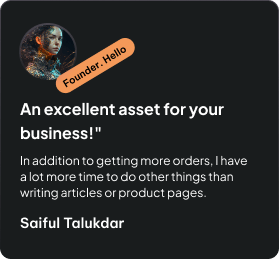 Founder. Hello
An excellent asset for your
business!"
In addition to getting more orders, I have
a lot more time to do other things than
writing articles or product pages.
Saiful Talukdar